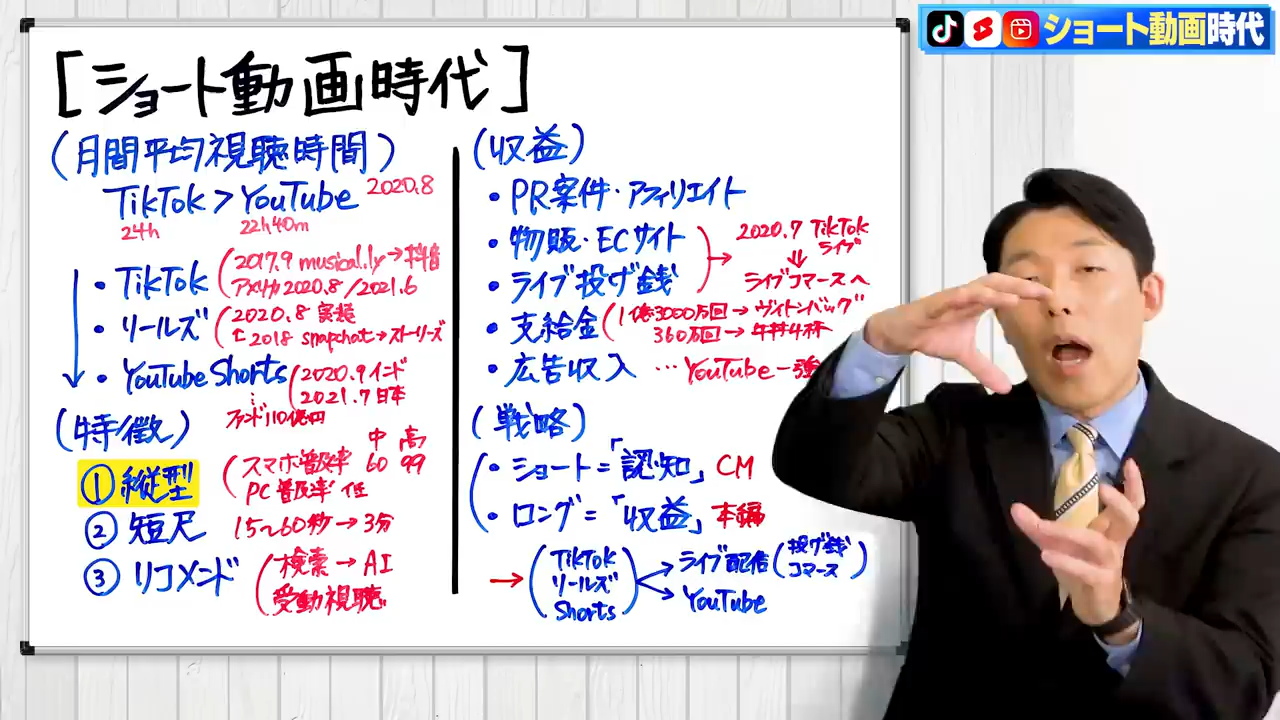 ショート動画時代
[ショート動画時代]
(月間平均視聴時間)
TikTok > YouTube 2020.8
24h 22h40m
・TikTok (2017.9 musical.ly→抖音
アメリカ2020.8/2021.6
・リールズ (2020.8 実装
2018 snapchat→ストーリーズ
・YouTube Shorts (2020.9 インド
2021.7 日本
ファンド110億円
(特徴)
① 縦型 (スマホ普及率 中 60 高 99
PC普及率 低
② 短尺 15〜60秒→3分
③ リコメンド (検索→AI
受動視聴
(収益)
・PR案件・アフィリエイト
・物販・ECサイト
・ライブ投げ銭
→ 2020.7 TikTok
ライブ
⇓
ライブコマースへ
・支給金 (1億3000万回→ヴィトンバッグ
360万回→牛丼4杯
・広告収入 …YouTube一強
(戦略)
・ショート=「認知」CM
・ロング=「収益」本編
→ (TikTok
リールズ
Shorts)
→ライブ配信 (投げ銭
コマース)
→YouTube